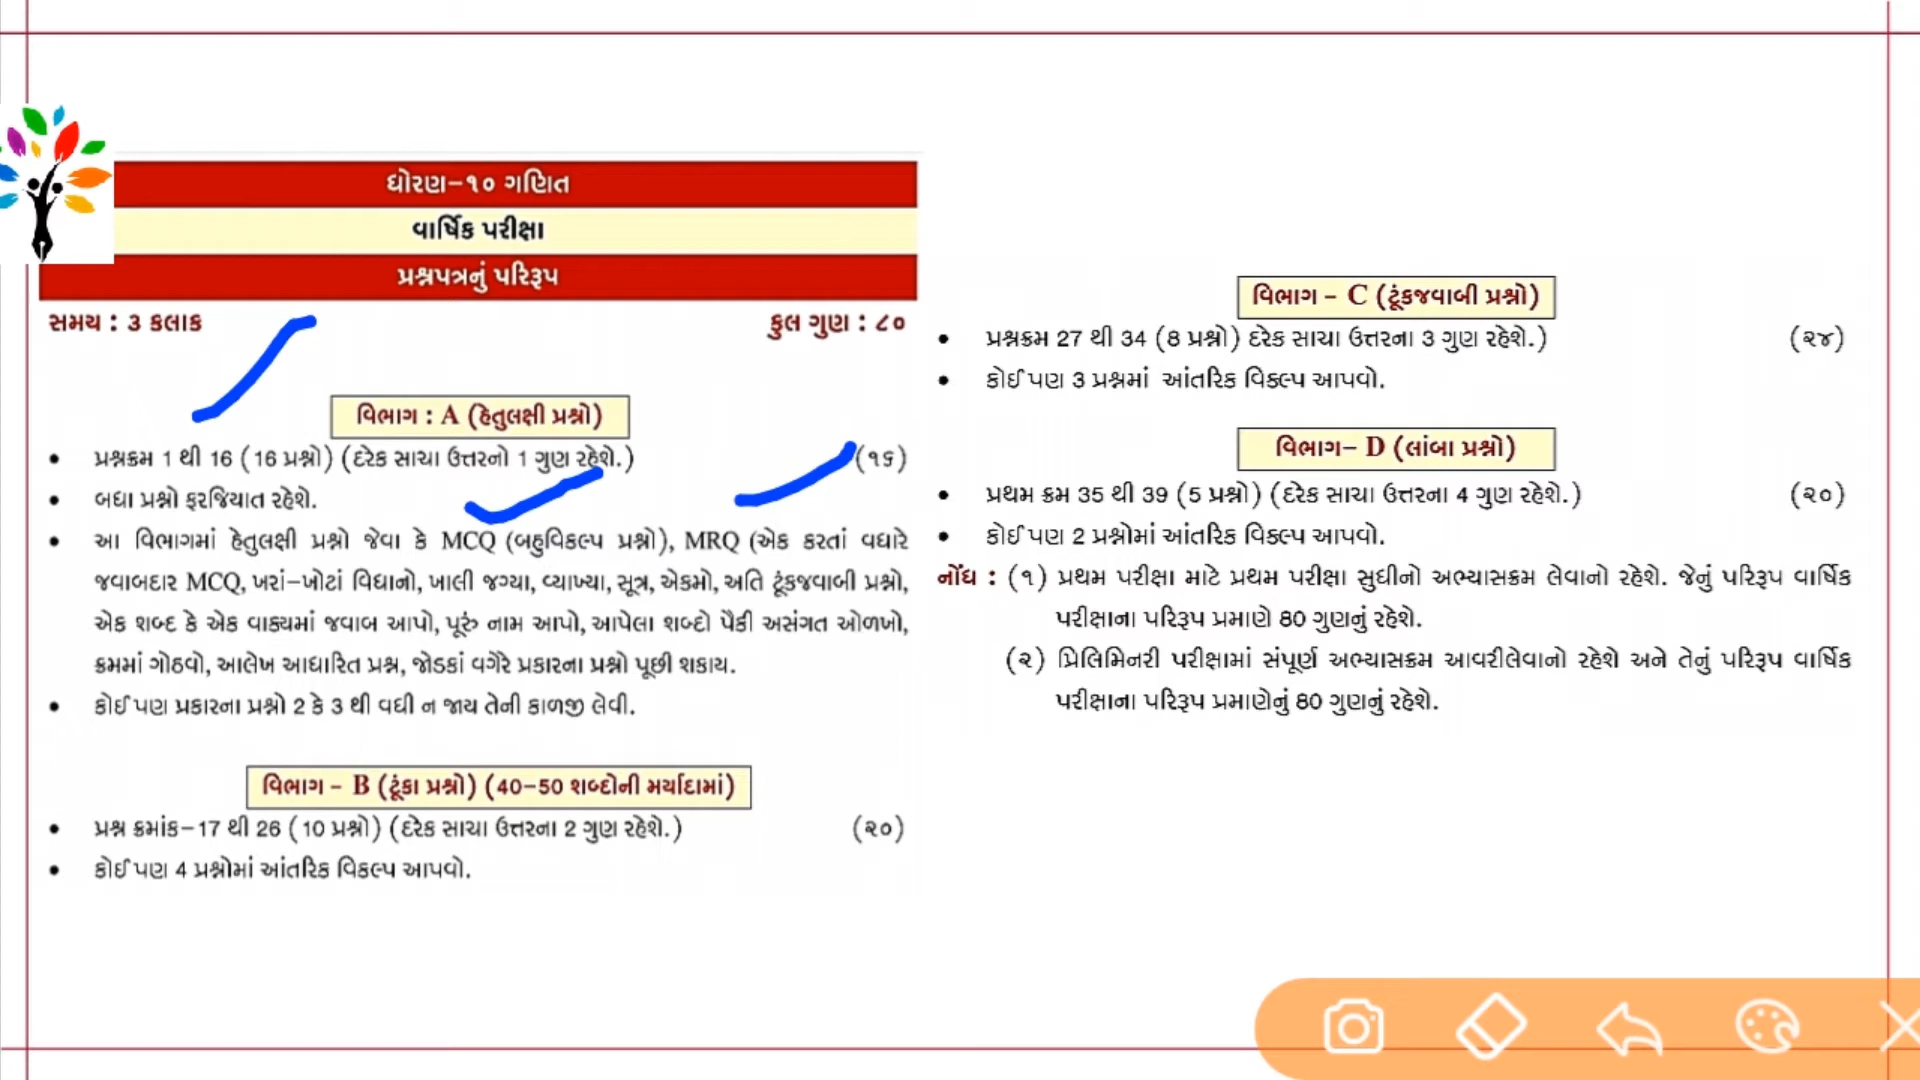 ધોરણ-૧૦ ગણિત
વાર્ષિક પરીક્ષા
પ્રશ્નપત્રનું પરિરૂપ
સમય : ૩ કલાક
કુલ ગુણ : ૮૦
વિભાગ : A (હેતુલક્ષી પ્રશ્નો)
• પ્રશ્નક્રમ 1 થી 16 (16 પ્રશ્નો) (દરેક સાચા ઉત્તરનો 1 ગુણ રહેશે.) (૧૬)
• બધા પ્રશ્નો ફરજિયાત રહેશે.
• આ વિભાગમાં હેતુલક્ષી પ્રશ્નો જેવા કે MCQ (બહુવિકલ્પ પ્રશ્નો), MRQ (એક કરતાં વધારે
જવાબદાર MCQ, ખરાં-ખોટાં વિધાનો, ખાલી જગ્યા, વ્યાખ્યા, સૂત્ર, એકમો, અતિ ટૂંકજવાબી પ્રશ્નો,
એક શબ્દ કે એક વાક્યમાં જવાબ આપો, પૂરું નામ આપો, આપેલા શબ્દો પૈકી અસંગત ઓળખો,
ક્રમમાં ગોઠવો, આલેખ આધારિત પ્રશ્ન, જોડકાં વગેરે પ્રકારના પ્રશ્નો પૂછી શકાય.
• કોઈ પણ પ્રકારના પ્રશ્નો 2 કે 3 થી વધી ન જાય તેની કાળજી લેવી.
વિભાગ - B (ટૂંકા પ્રશ્નો) (40-50 શબ્દોની મર્યાદામાં)
• પ્રશ્ન ક્રમાંક-17 થી 26 (10 પ્રશ્નો) (દરેક સાચા ઉત્તરના 2 ગુણ રહેશે.) (૨૦)
• કોઈ પણ 4 પ્રશ્નોમાં આંતરિક વિકલ્પ આપવો.
વિભાગ - C (ટૂંકજવાબી પ્રશ્નો)
• પ્રશ્નક્રમ 27 થી 34 (8 પ્રશ્નો) દરેક સાચા ઉત્તરના 3 ગુણ રહેશે.) (૨૪)
• કોઈ પણ 3 પ્રશ્નમાં આંતરિક વિકલ્પ આપવો.
વિભાગ- D (લાંબા પ્રશ્નો)
• પ્રથમ ક્રમ 35 થી 39 (5 પ્રશ્નો) (દરેક સાચા ઉત્તરના 4 ગુણ રહેશે.) (૨૦)
• કોઈ પણ 2 પ્રશ્નોમાં આંતરિક વિકલ્પ આપવો.
નોંધ : (૧) પ્રથમ પરીક્ષા માટે પ્રથમ પરીક્ષા સુધીનો અભ્યાસક્રમ લેવાનો રહેશે. જેનું પરિરૂપ વાર્ષિક
પરીક્ષાના પરિરૂપ પ્રમાણે 80 ગુણનું રહેશે.
(૨) પ્રિલિમિનરી પરીક્ષામાં સંપૂર્ણ અભ્યાસક્રમ આવરીલેવાનો રહેશે અને તેનું પરિરૂપ વાર્ષિક
પરીક્ષાના પરિરૂપ પ્રમાણેનું 80 ગુણનું રહેશે.